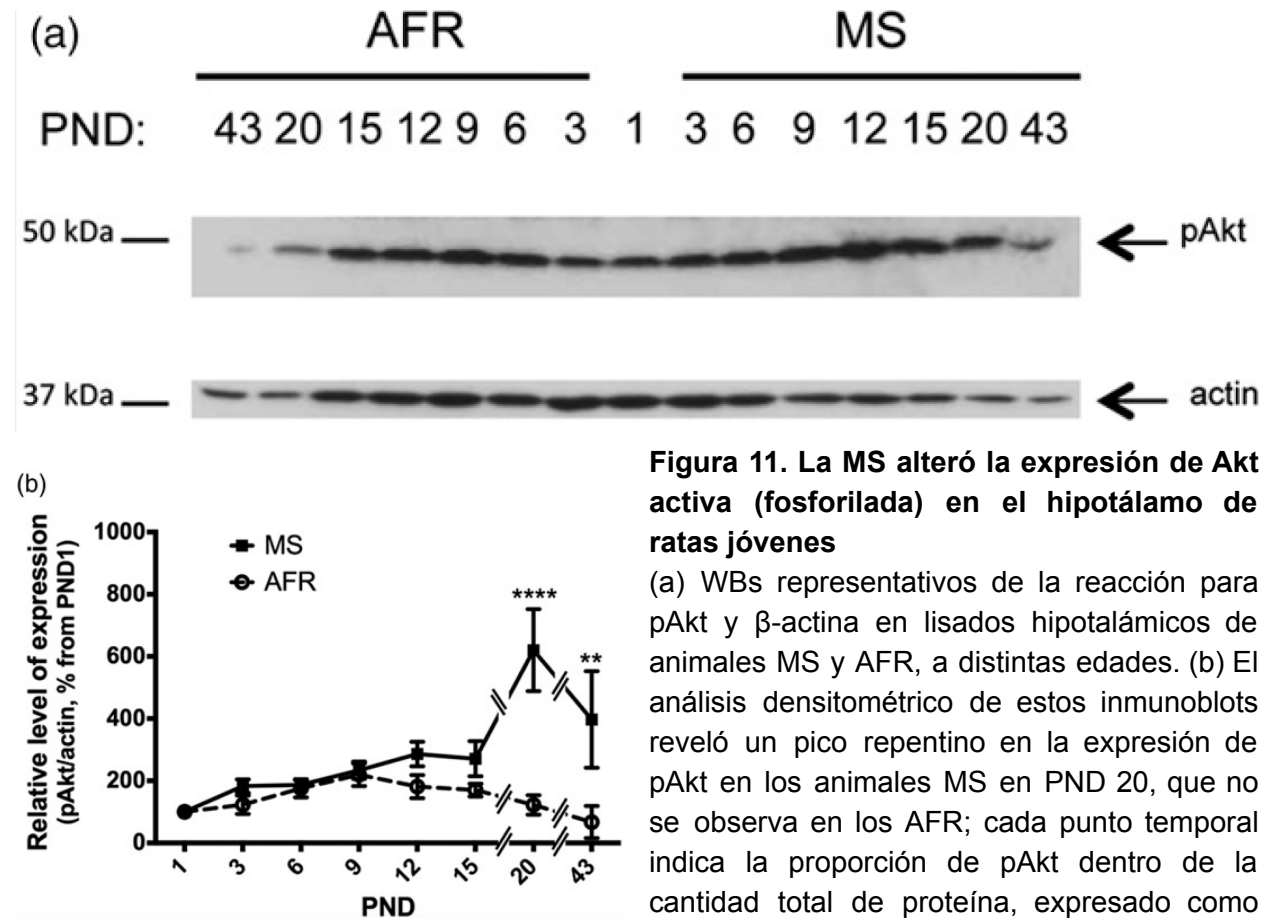 (a)
AFR
MS
PND:
43 20 15 12 9 6 3 1 3 6 9 12 15 20 43
50 kDa
pAkt
37 kDa
actin
(b)
Relative level of expression
(pAkt/actin, % from PND1)
1000
800
600
400
200
0
MS
AFR
****
**
1 3 6 9 12 15 20 43
PND
Figura 11. La MS alteró la expresión de Akt
activa (fosforilada) en el hipotálamo de
ratas jóvenes
(a) WBs representativos de la reacción para
pAkt y β-actina en lisados hipotalámicos de
animales MS y AFR, a distintas edades. (b) El
análisis densitométrico de estos inmunoblots
reveló un pico repentino en la expresión de
pAkt en los animales MS en PND 20, que no
se observa en los AFR; cada punto temporal
indica la proporción de pAkt dentro de la
cantidad total de proteína, expresado como